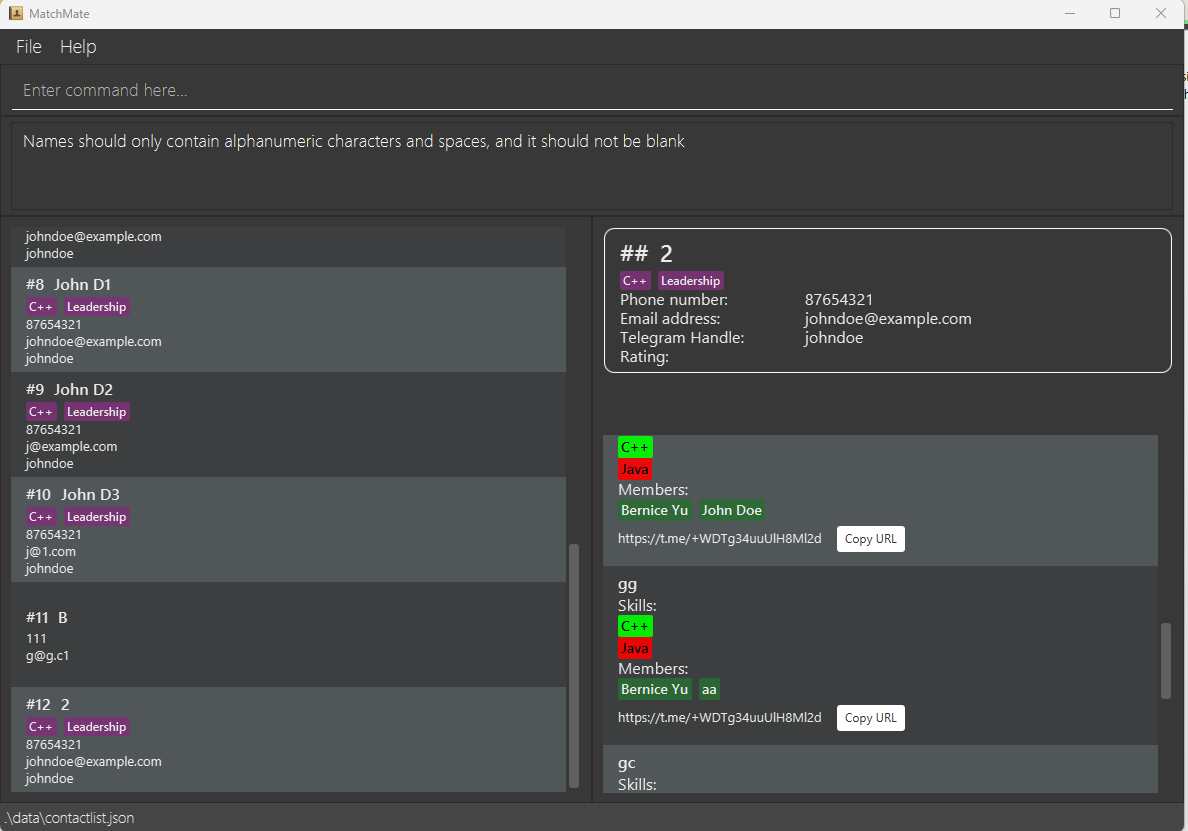 MatchMate
File Help
Enter command here...
Names should only contain alphanumeric characters and spaces, and it should not be blank
johndoe@example.com
johndoe
#8 John D1
C++ Leadership
87654321
johndoe@example.com
johndoe
#9 John D2
C++ Leadership
87654321
j@example.com
johndoe
#10 John D3
C++ Leadership
87654321
j@1.com
johndoe
#11 B
111
g@g.c1
#12 2
C++ Leadership
87654321
johndoe@example.com
johndoe
## 2
C++ Leadership
Phone number: 87654321
Email address: johndoe@example.com
Telegram Handle: johndoe
Rating:
C++
Java
Members:
Bernice Yu John Doe
https://t.me/+WDTg34uuUlH8Ml2d Copy URL
gg
Skills:
C++
Java
Members:
Bernice Yu aa
https://t.me/+WDTg34uuUlH8Ml2d Copy URL
gc
Skills:
.\data\contactlist.json